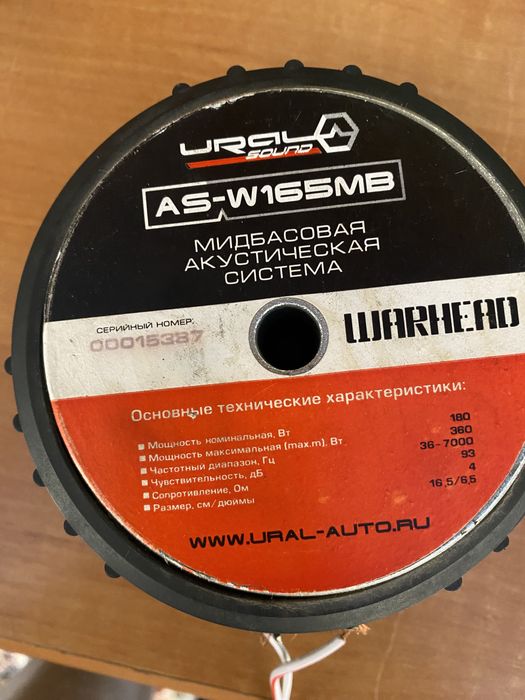 URAL
SOUND
AS-W165MB
МИДБАСОВАЯ
АКУСТИЧЕСКАЯ
СИСТЕМА
СЕРИЙНЫЙ НОМЕР:
00015387
WARHEAD
Основные технические характеристики:
Мощность номинальная, Вт 180
Мощность максимальная (max.m), Вт 360
Частотный диапазон, Гц 36-7000
Чувствительность, дБ 93
Сопротивление, Ом 4
Размер, см/дюймы 16,5/6,5
WWW.URAL-AUTO.RU